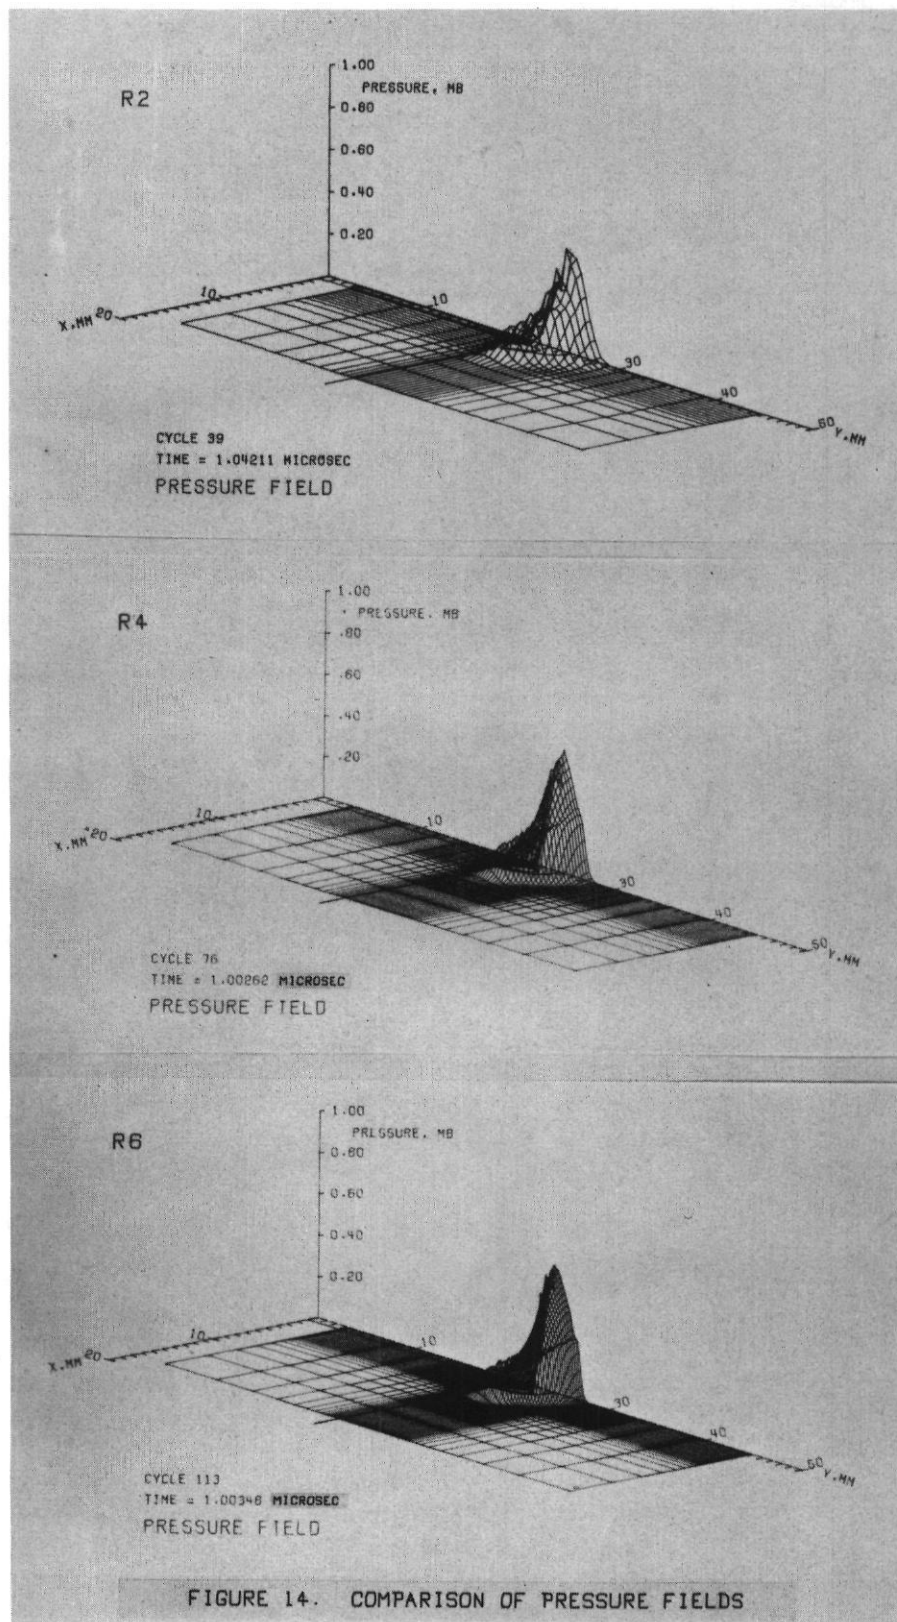 R2
1.00
PRESSURE, MB
0.80
0.60
0.40
0.20
X,MM 20
10
10
30
40
60 Y,MM
CYCLE 39
TIME = 1.04211 MICROSEC
PRESSURE FIELD
R4
1.00
PRESSURE. MB
.80
.60
.40
.20
X.MM 20
10
10
30
40
50 Y.MM
CYCLE 76
TIME = 1.00262 MICROSEC
PRESSURE FIELD
R6
1.00
PRESSURE, MB
0.80
0.60
0.40
0.20
X.MM 20
10
10
30
40
50 Y.MM
CYCLE 113
TIME = 1.00346 MICROSEC
PRESSURE FIELD
FIGURE 14. COMPARISON OF PRESSURE FIELDS